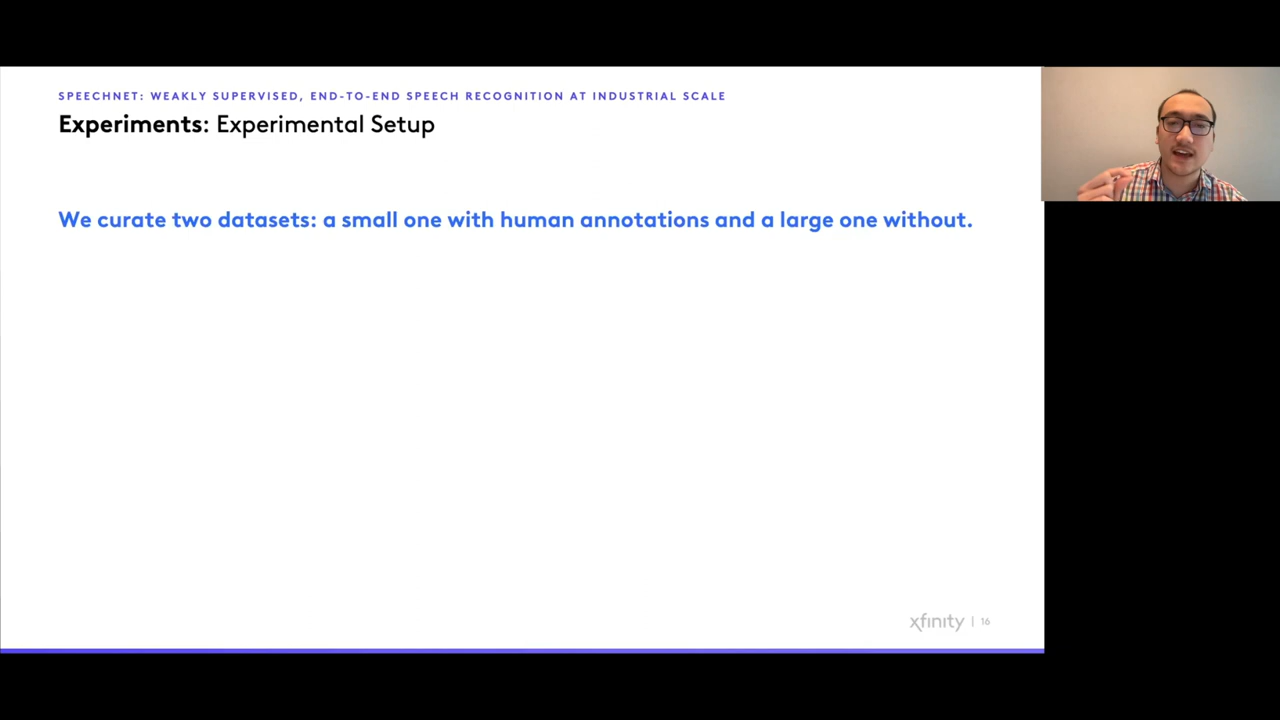 SPEECHNET: WEAKLY SUPERVISED, END-TO-END SPEECH RECOGNITION AT INDUSTRIAL SCALE
Experiments: Experimental Setup
We curate two datasets: a small one with human annotations and a large one without.
xfinity | 16